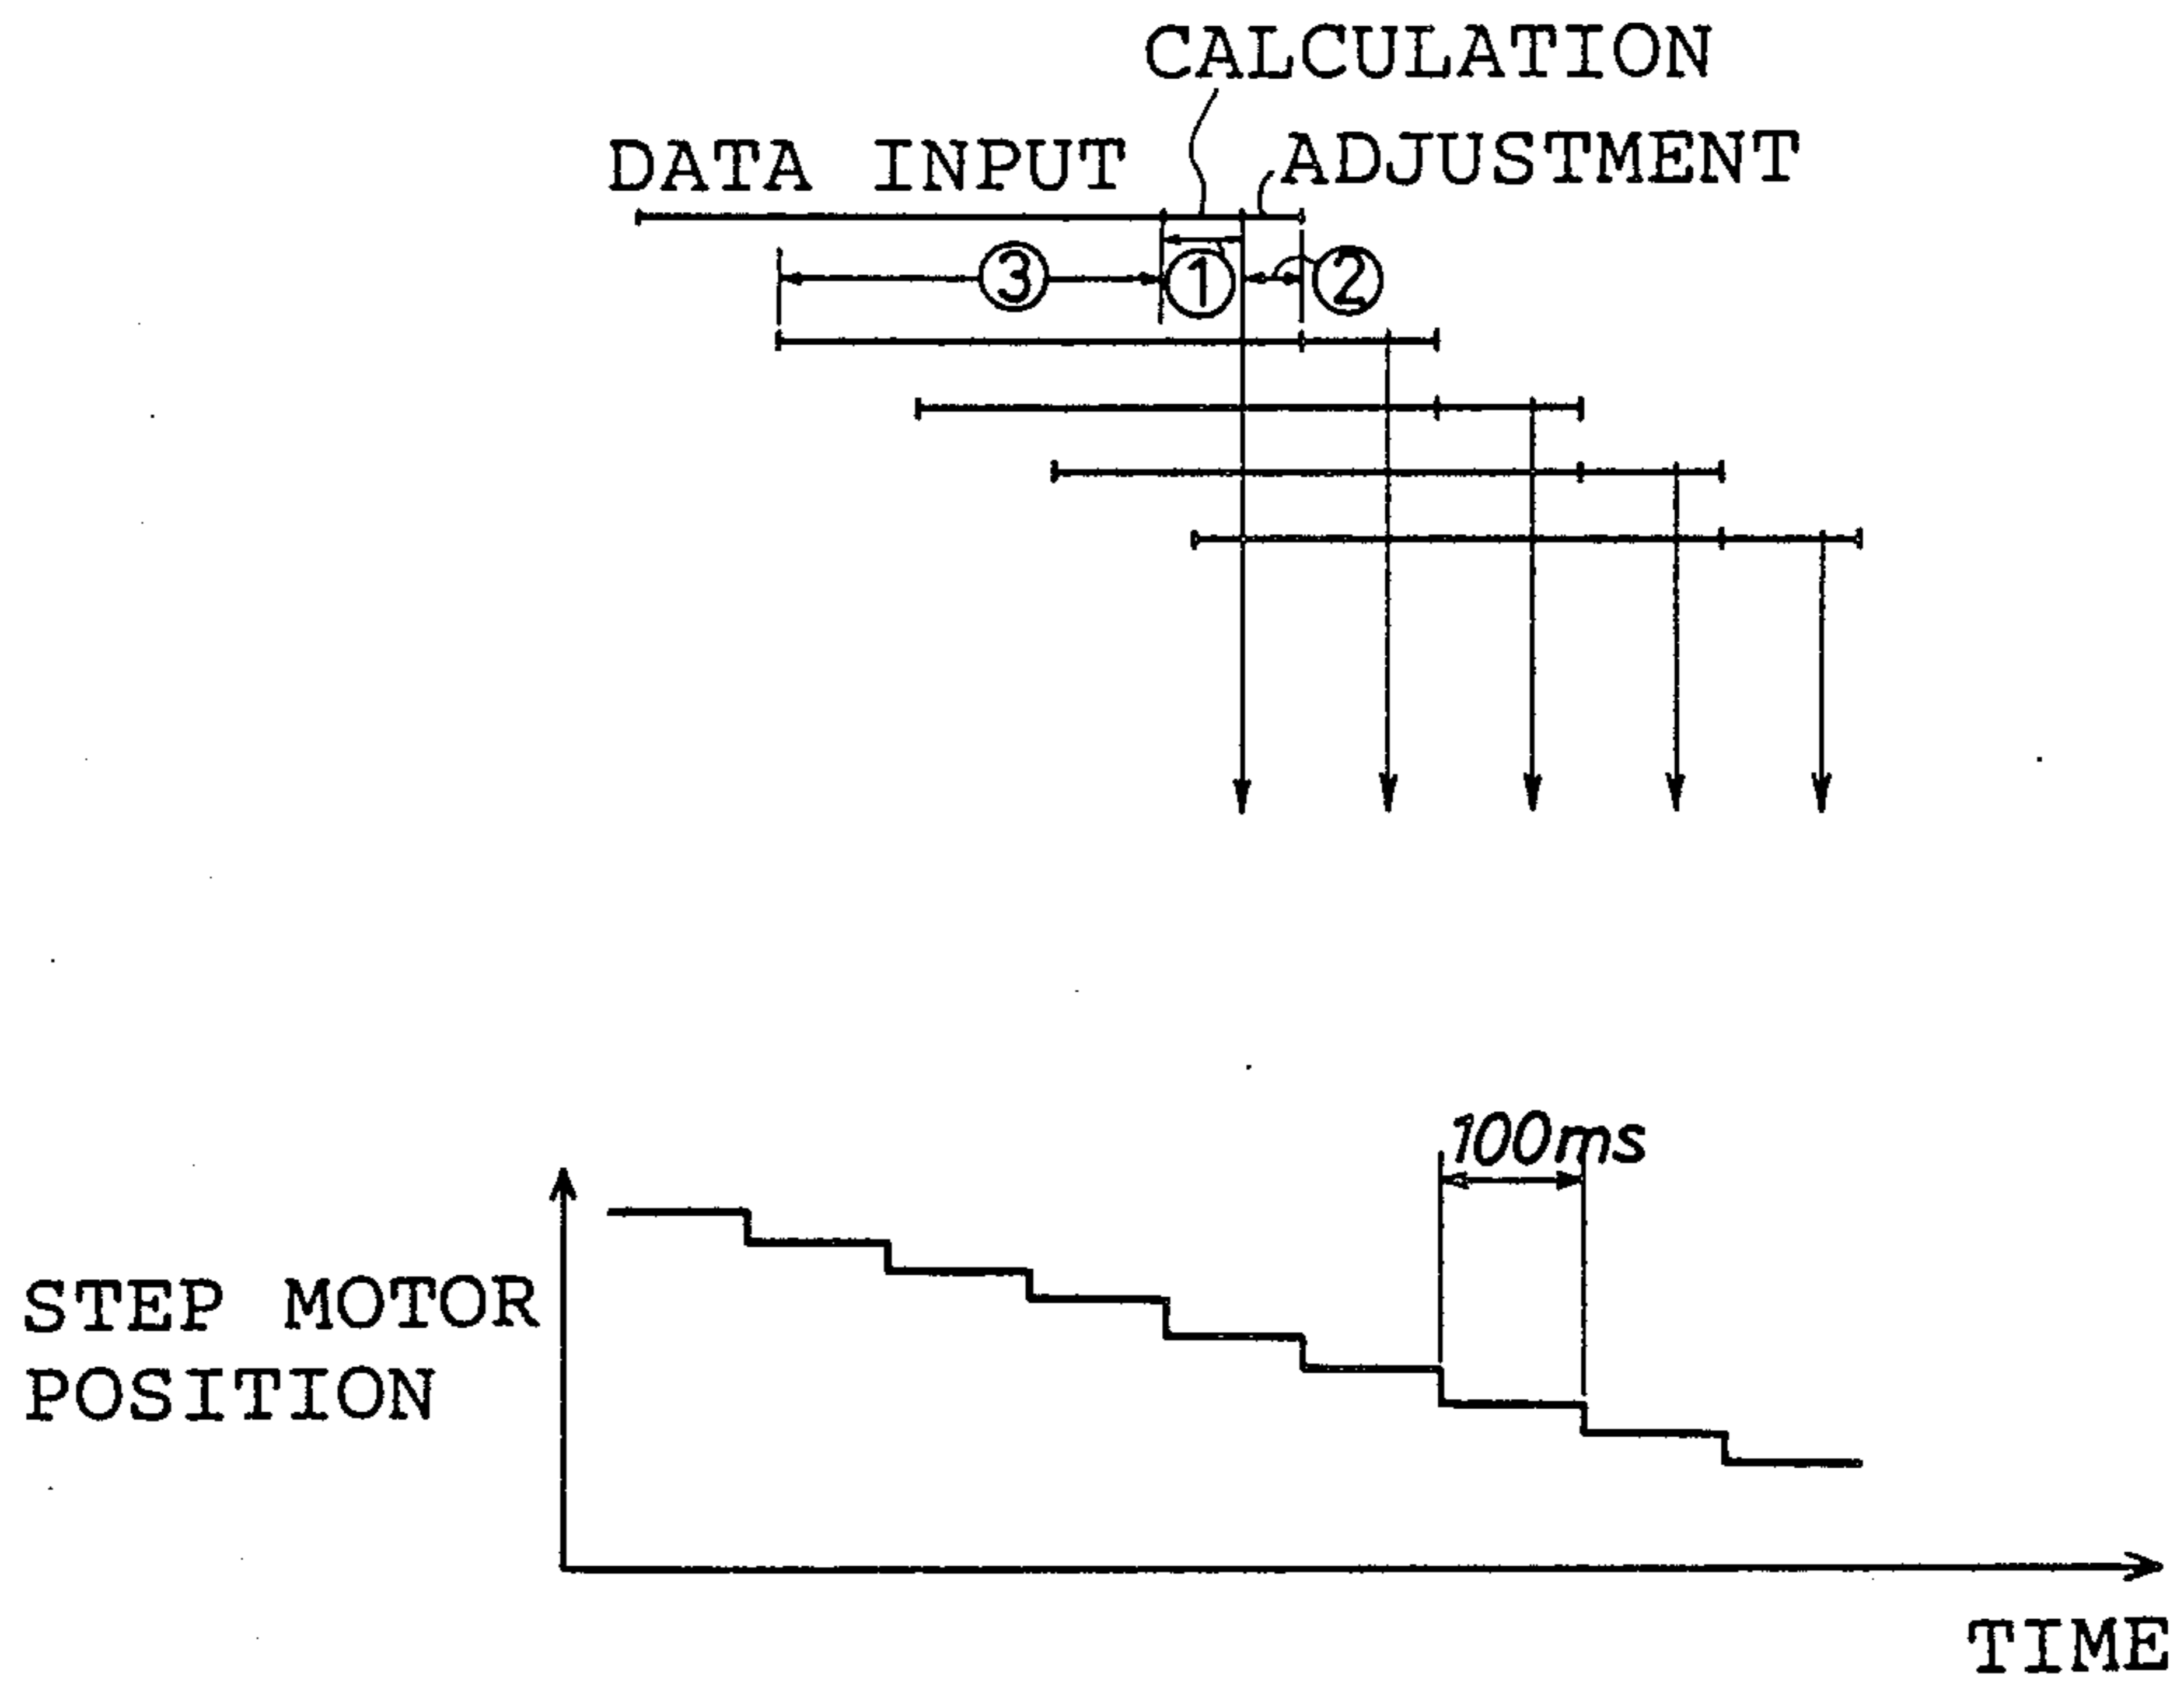 CALCULATION
DATA INPUT
ADJUSTMENT
③
①
②
100ms
STEP MOTOR
POSITION
TIME